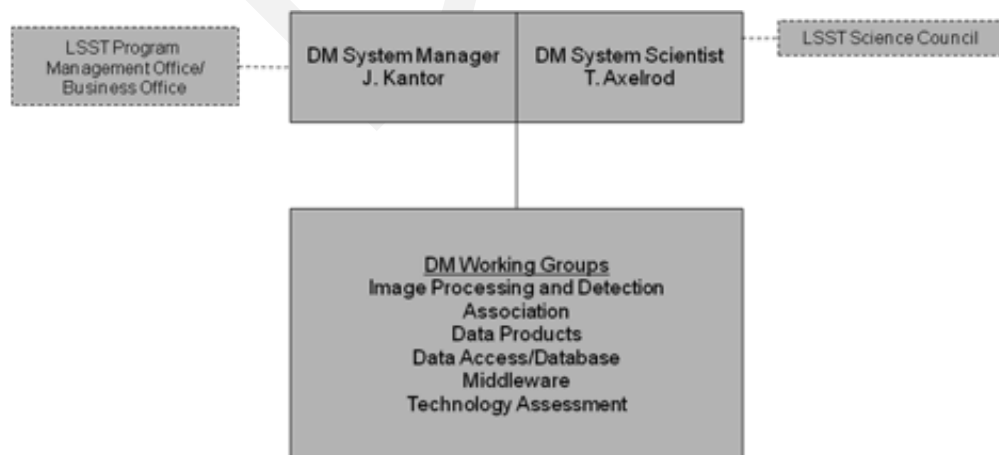 LSST Program
Management Office/
Business Office
DM System Manager
J. Kantor
DM System Scientist
T. Axelrod
LSST Science Council
DM Working Groups
Image Processing and Detection
Association
Data Products
Data Access/Database
Middleware
Technology Assessment